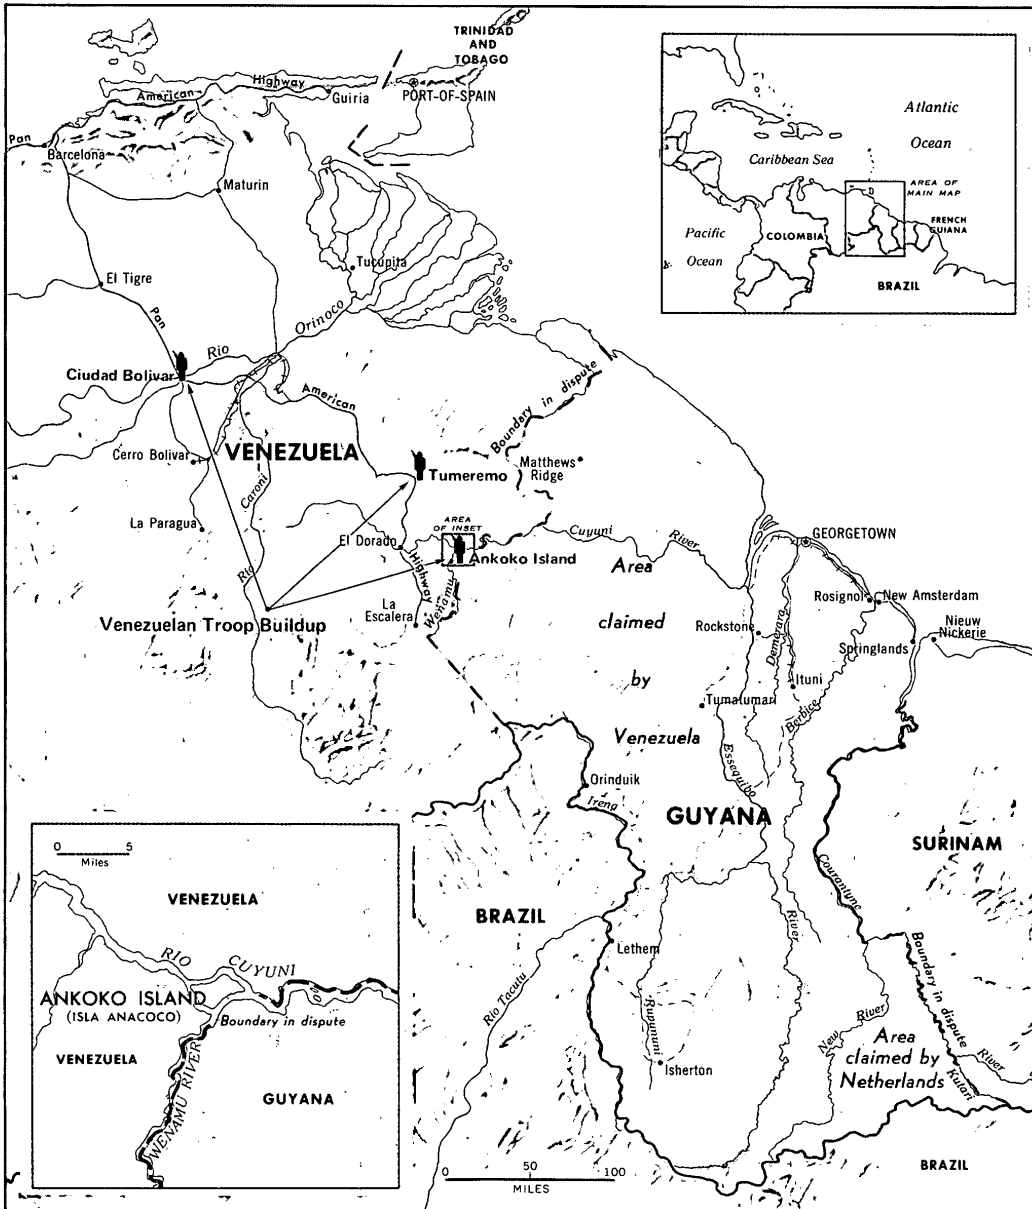 TRINIDAD
AND
TOBAGO
Highway
PORT-OF-SPAIN
American
Guiria
Pan
Barcelona
Maturin
Tucupita
El Tigre
Pan
Rio
Orinoco
Ciudad Bolivar
American
Boundary in dispute
Cerro Bolivar
VENEZUELA
Caroni
Tumeremo
Matthews
Ridge
La Paragua
AREA
OF INSET
El Dorado
Cuyuni
River
GEORGETOWN
Ankoko Island
Area
Highway
Rio
Wenamu
La
Escalera
Venezuelan Troop Buildup
claimed
Rockstone
Demerara
Rosignol
New Amsterdam
Nieuw
Nickerie
Springlands
by
Ituni
Tumatumari
Berbice
Venezuela
Essequibo
Orinduik
Ireng
GUYANA
SURINAM
Courantyne
BRAZIL
River
Lethem
Rio Tacutu
Rupununi
Isherton
New
River
Boundary in dispute
Area
claimed by
Netherlands
River
Kutari
BRAZIL
0 50 100
MILES
Atlantic
Ocean
Caribbean Sea
AREA OF
MAIN MAP
Pacific
Ocean
COLOMBIA
FRENCH
GUIANA
BRAZIL
0 5
Miles
VENEZUELA
RIO
CUYUNI
ANKOKO ISLAND
(ISLA ANACOCO)
Boundary in dispute
VENEZUELA
WENAMU RIVER
GUYANA